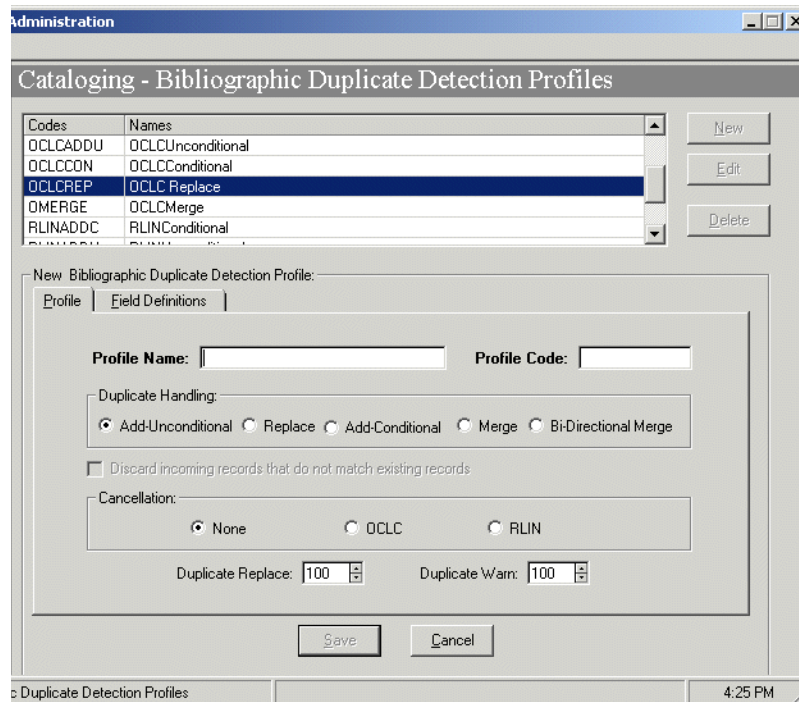 Administration
Cataloging - Bibliographic Duplicate Detection Profiles
Codes Names
OCLCADDU OCLCUnconditional
OCLCCON OCLCConditional
OCLCREP OCLC Replace
OMERGE OCLCMerge
RLINADDC RLINConditional
New
Edit
Delete
New Bibliographic Duplicate Detection Profile:
Profile Field Definitions
Profile Name: Profile Code:
Duplicate Handling:
Add-Unconditional Replace Add-Conditional Merge Bi-Directional Merge
Discard incoming records that do not match existing records
Cancellation:
None OCLC RLIN
Duplicate Replace: 100 Duplicate Warn: 100
Save Cancel
c Duplicate Detection Profiles 4:25 PM